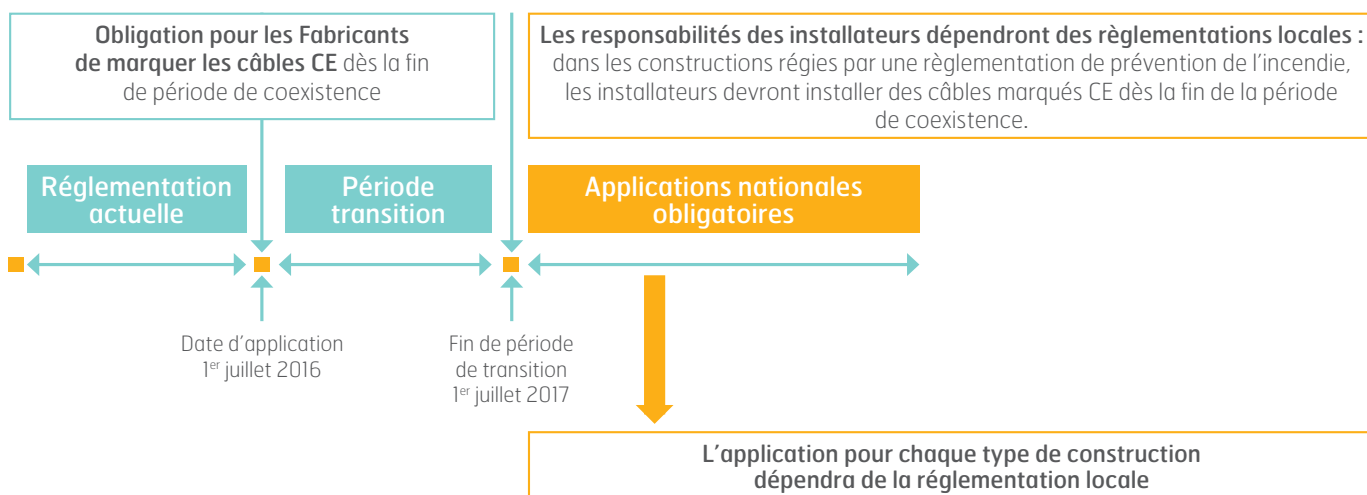 Obligation pour les Fabricants
de marquer les câbles CE dès la fin
de période de coexistence
Les responsabilités des installateurs dépendront des règlementations locales :
dans les constructions régies par une règlementation de prévention de l'incendie,
les installateurs devront installer des câbles marqués CE dès la fin de la période
de coexistence.
Réglementation
actuelle
Période
transition
Applications nationales
obligatoires
Date d'application
1er juillet 2016
Fin de période
de transition
1er juillet 2017
L'application pour chaque type de construction
dépendra de la réglementation locale